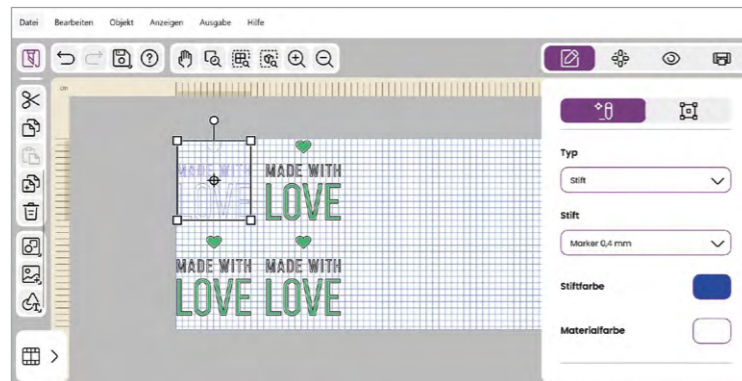 Datei Bearbeiten Objekt Anzeigen Ausgabe Hilfe
cm
Typ
Stift
Stift
Marker 0,4 mm
Stiftfarbe
Materialfarbe
MADE WITH MADE WITH
LOVE LOVE
MADE WITH MADE WITH
LOVE LOVE